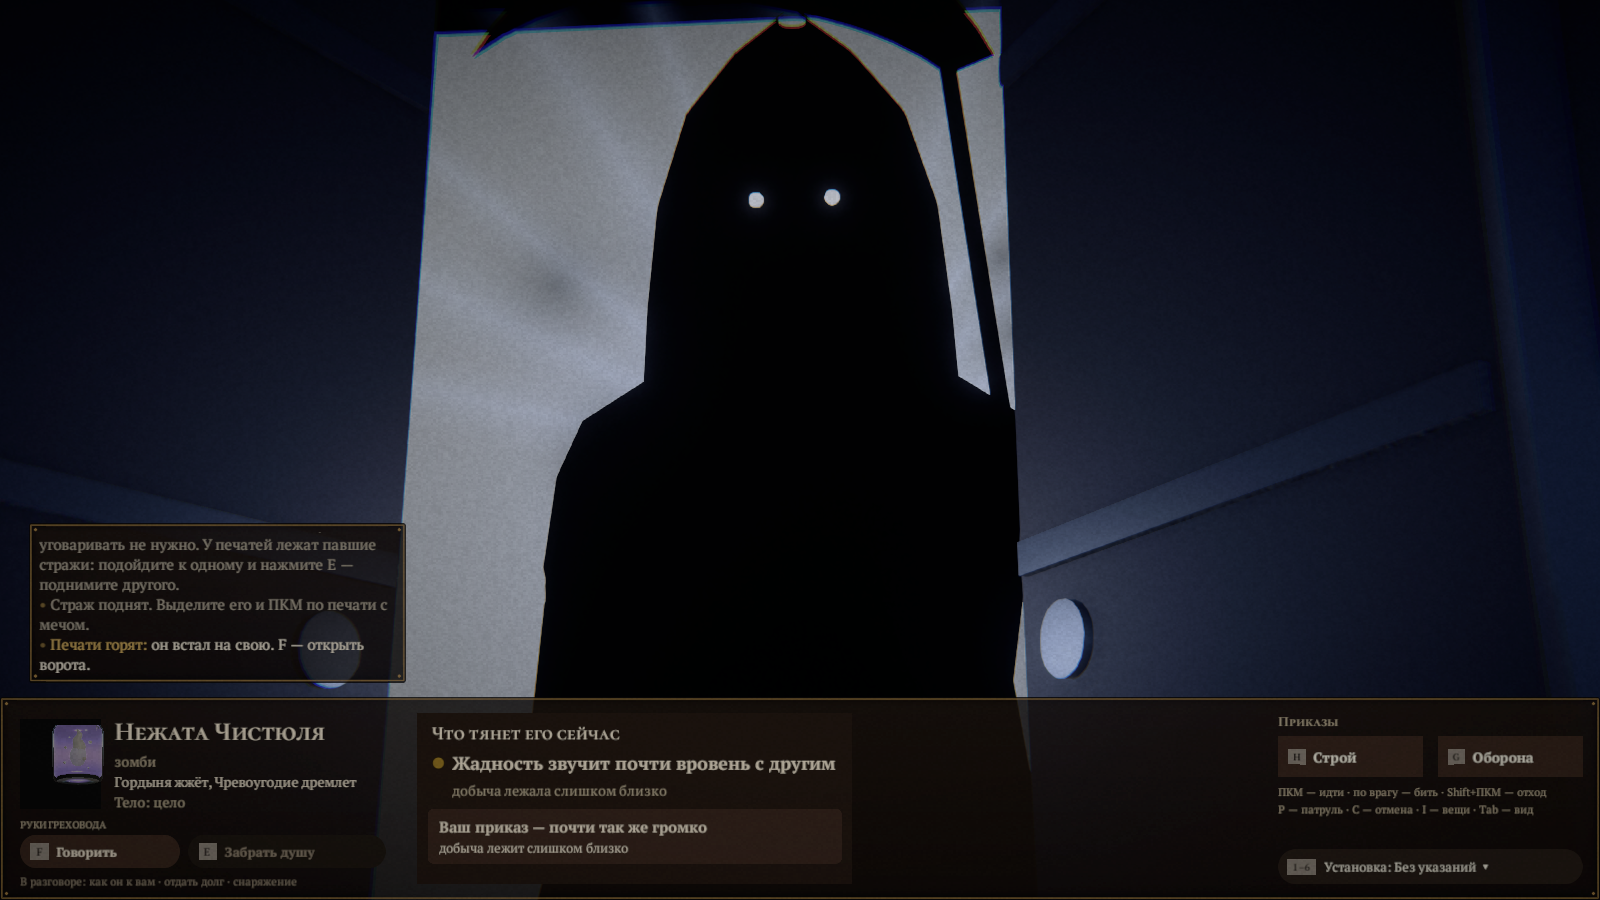 уговаривать не нужно. У печатей лежат павшие
стражи: подойдите к одному и нажмите E —
поднимите другого.
• Страж поднят. Выделите его и ПКМ по печати с
мечом.
• Печати горят: он встал на свою. F — открыть
ворота.
Нежата Чистюля
зомби
Гордыня жжёт, Чревоугодие дремлет
Тело: цело
РУКИ ГРЕХОВОДА
F Говорить
E Забрать душу
В разговоре: как он к вам · отдать долг · снаряжение
Что тянет его сейчас
Жадность звучит почти вровень с другим
добыча лежала слишком близко
Ваш приказ — почти так же громко
добыча лежит слишком близко
Приказы
H Строй
G Оборона
ПКМ — идти · по врагу — бить · Shift+ПКМ — отход
P — патруль · C — отмена · I — вещи · Tab — вид
1–6 Установка: Без указаний ▾